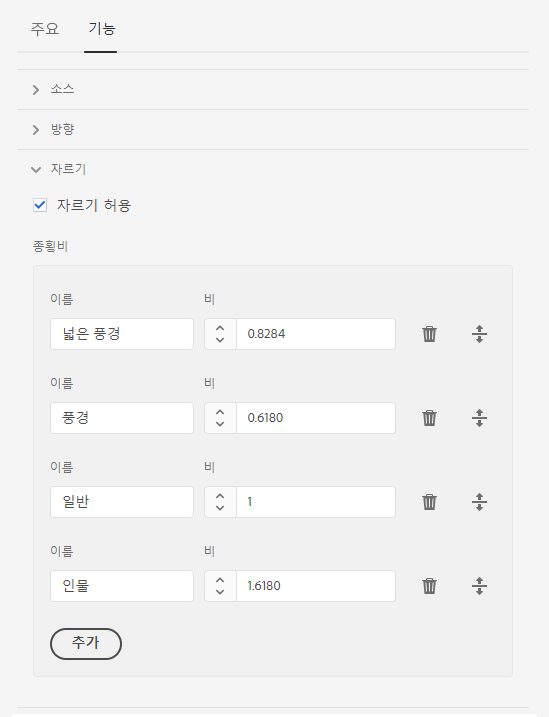 주요 기능
소스
방향
자르기
자르기 허용
종횡비
이름 비
넓은 풍경 0.8284
이름 비
풍경 0.6180
이름 비
일반 1
이름 비
인물 1.6180
추가